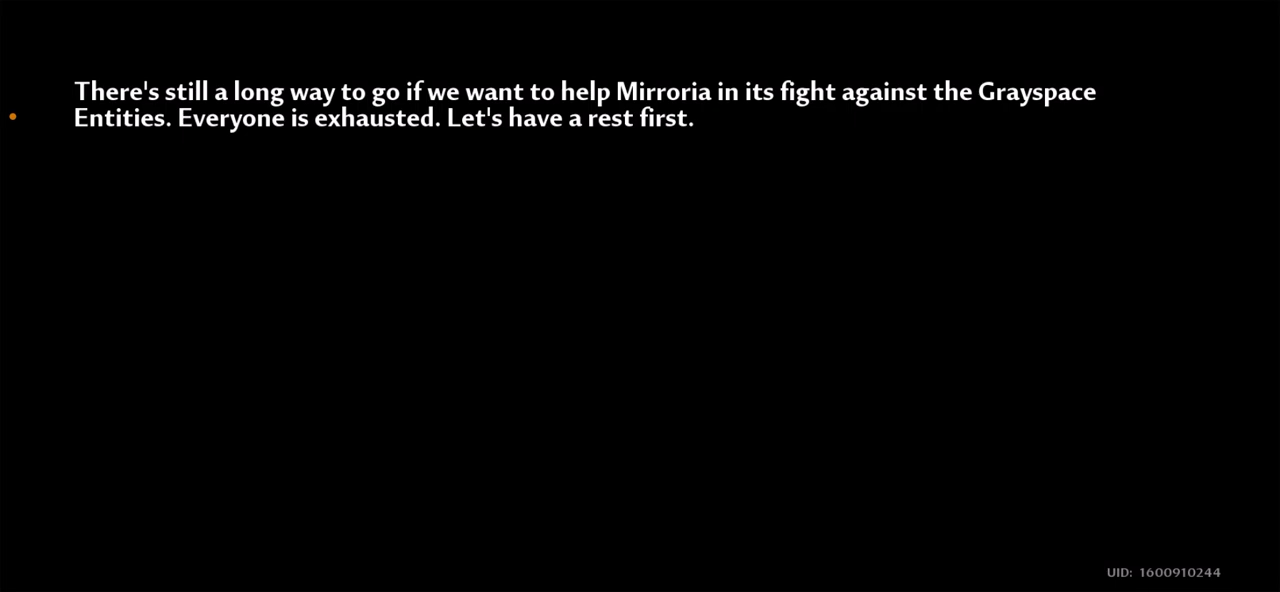 There's still a long way to go if we want to help Mirroria in its fight against the Grayspace
Entities. Everyone is exhausted. Let's have a rest first.
UID: 1600910244